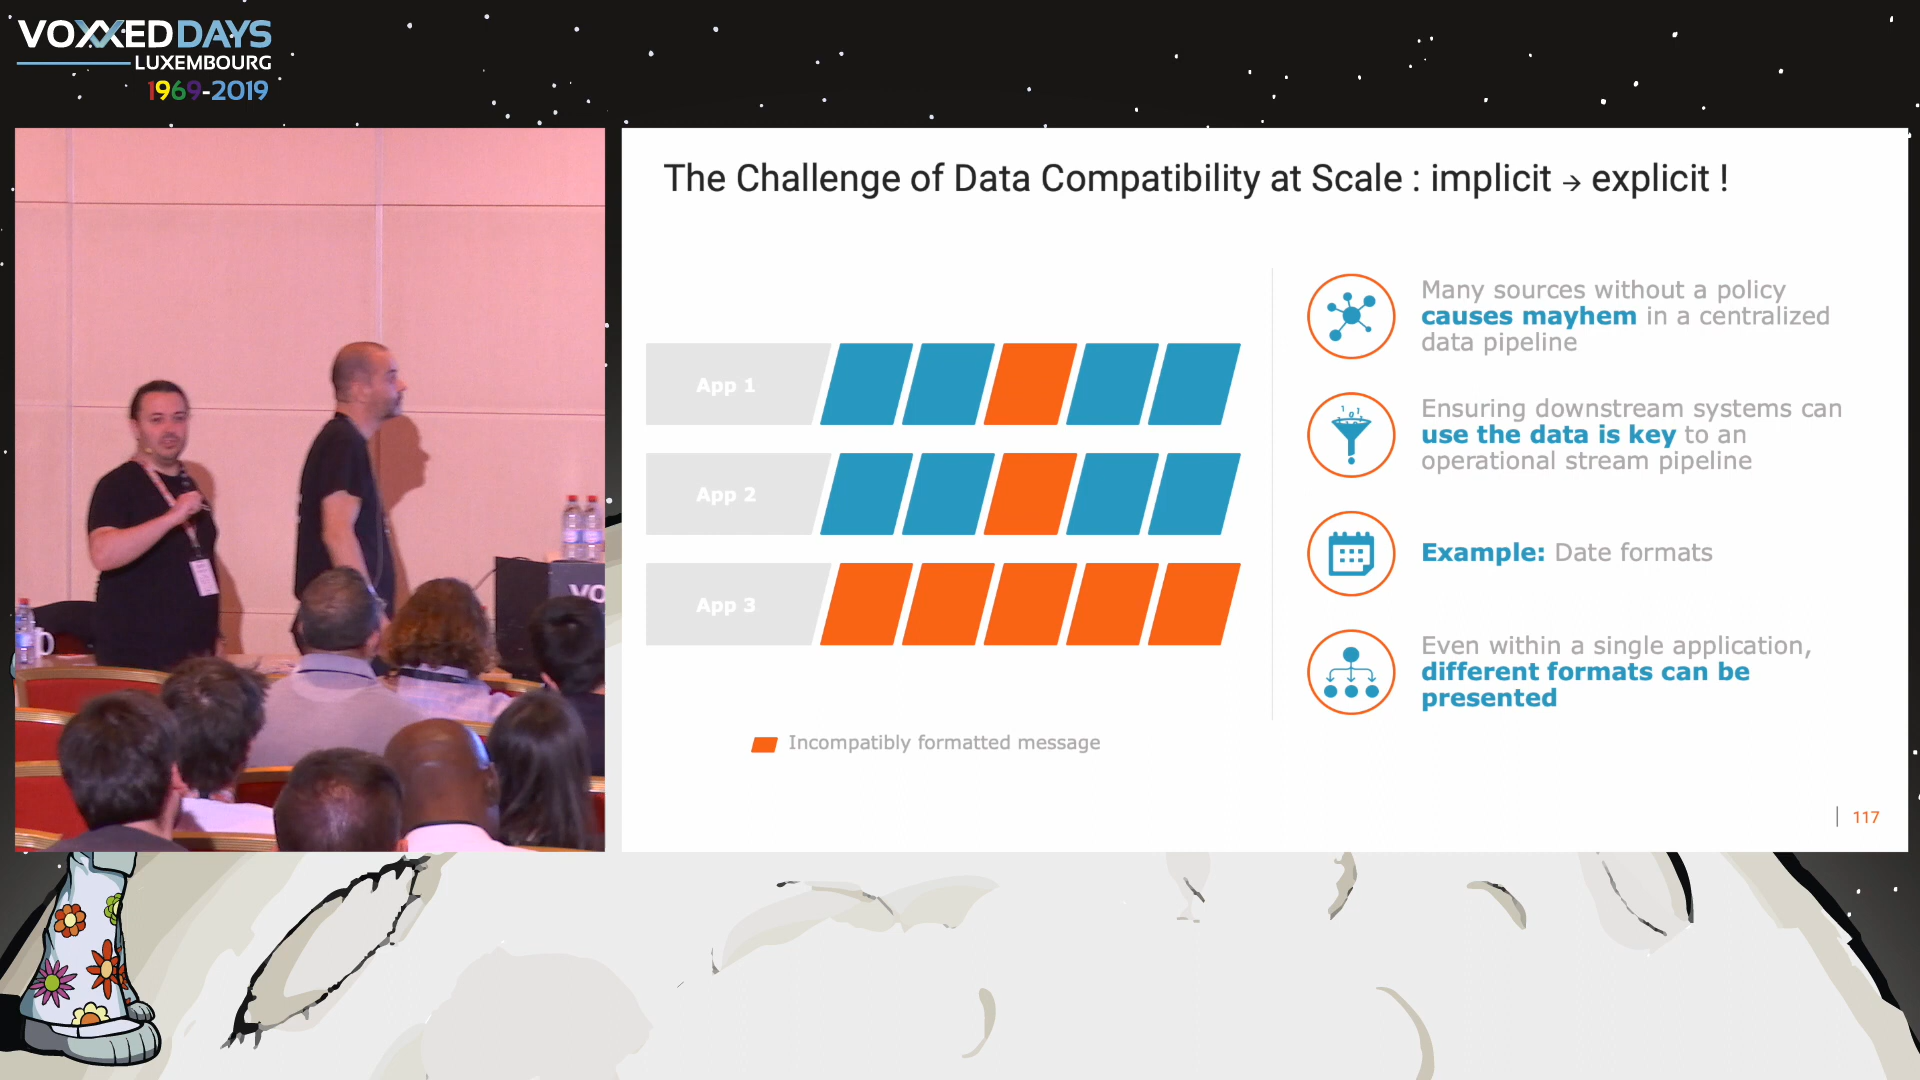 VOXXED DAYS
LUXEMBOURG
1969-2019
The Challenge of Data Compatibility at Scale : implicit → explicit !
App 1
App 2
App 3
Incompatibly formatted message
Many sources without a policy
causes mayhem in a centralized
data pipeline
Ensuring downstream systems can
use the data is key to an
operational stream pipeline
Example: Date formats
Even within a single application,
different formats can be
presented
117
VO